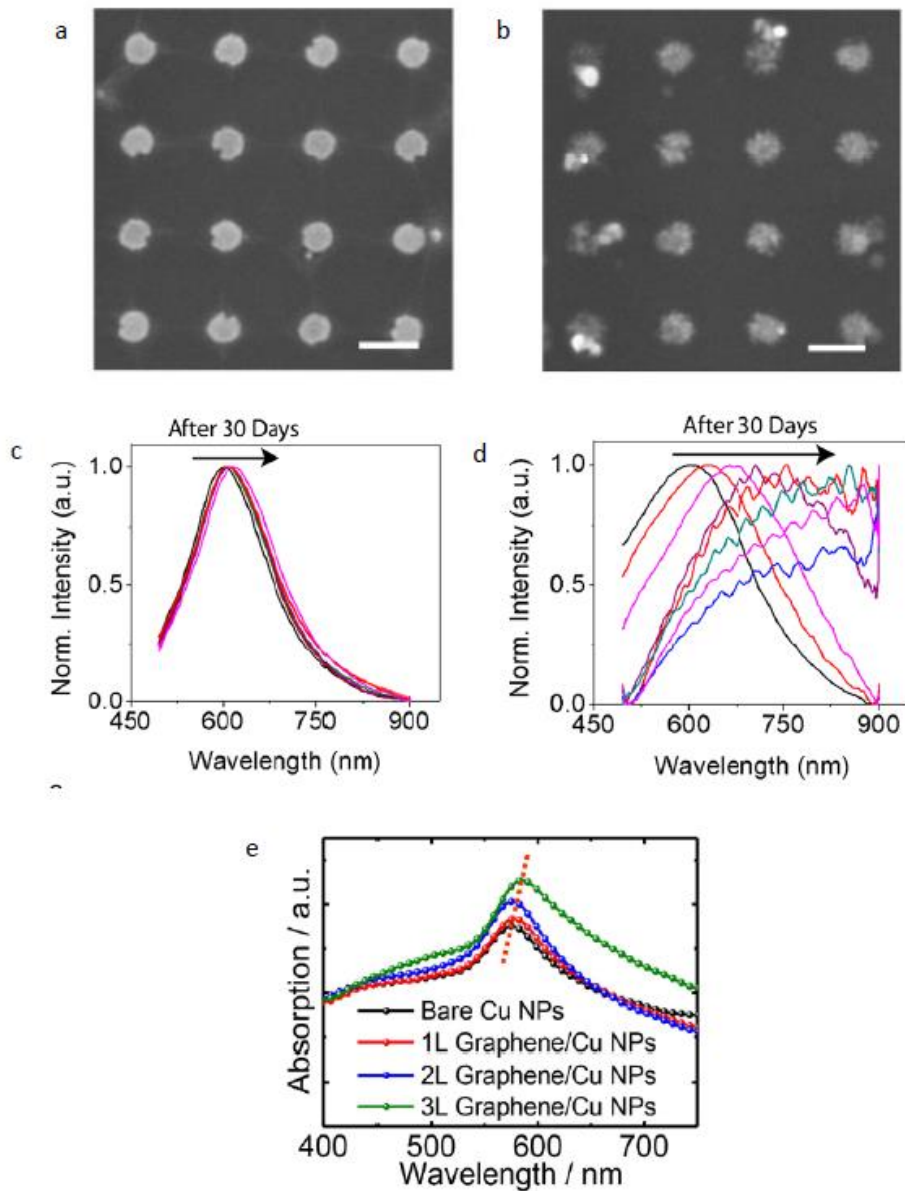 a
b
c
After 30 Days
Norm. Intensity (a.u.)
1.0
0.5
0.0
450 600 750 900
Wavelength (nm)
d
After 30 Days
Norm. Intensity (a.u.)
1.0
0.5
0.0
450 600 750 900
Wavelength (nm)
e
Absorption / a.u.
Bare Cu NPs
1L Graphene/Cu NPs
2L Graphene/Cu NPs
3L Graphene/Cu NPs
400 500 600 700
Wavelength / nm